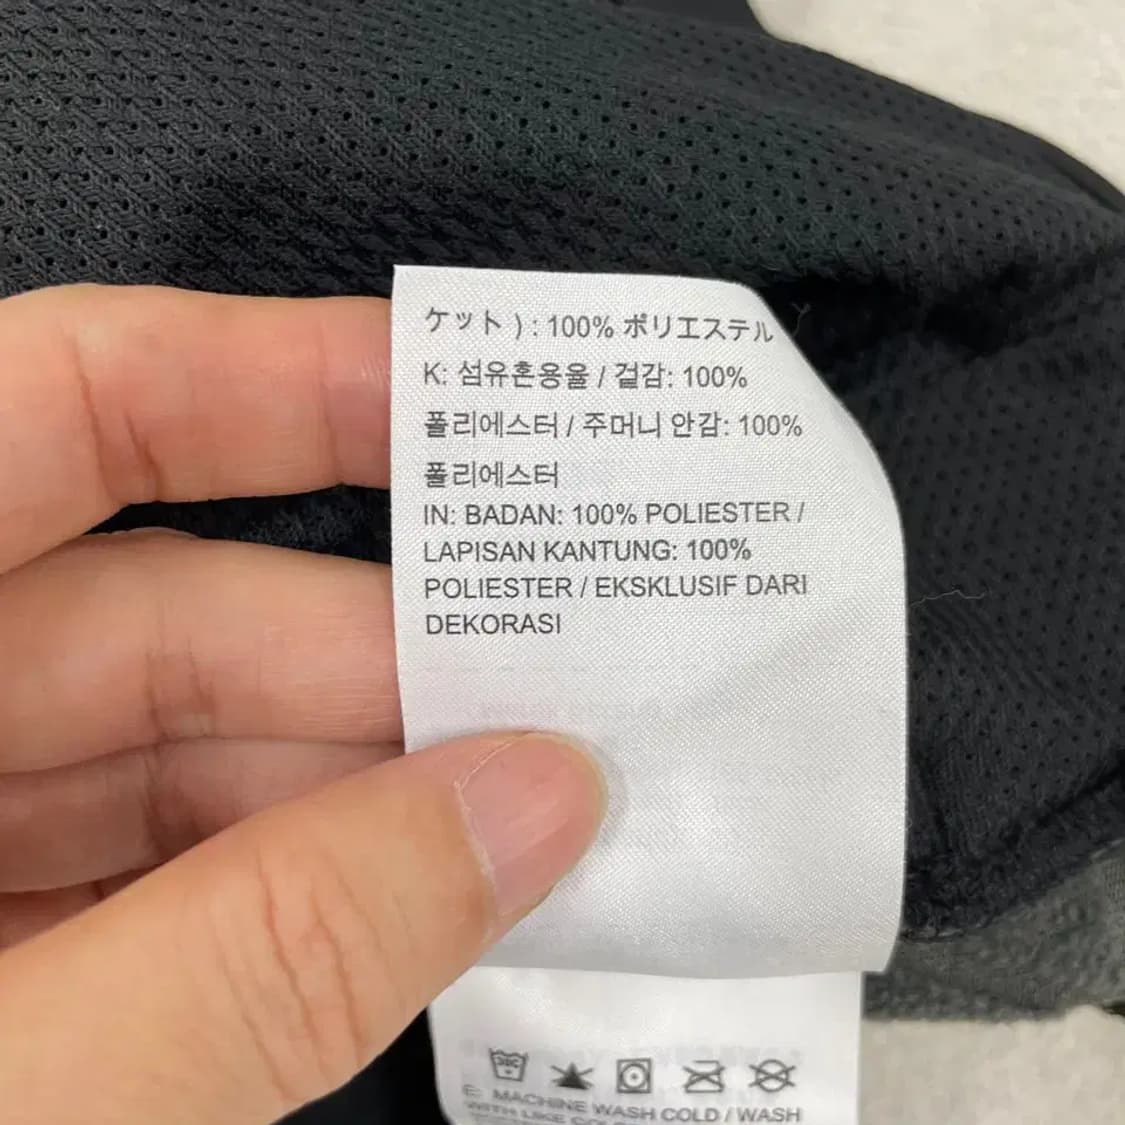 ケット ) : 100% ポリエステル
K: 섬유혼용율 / 겉감: 100%
폴리에스터 / 주머니 안감: 100%
폴리에스터
IN: BADAN: 100% POLIESTER /
LAPISAN KANTUNG: 100%
POLIESTER / EKSKLUSIF DARI
DEKORASI
E: MACHINE WASH COLD / WASH
WITH LIKE